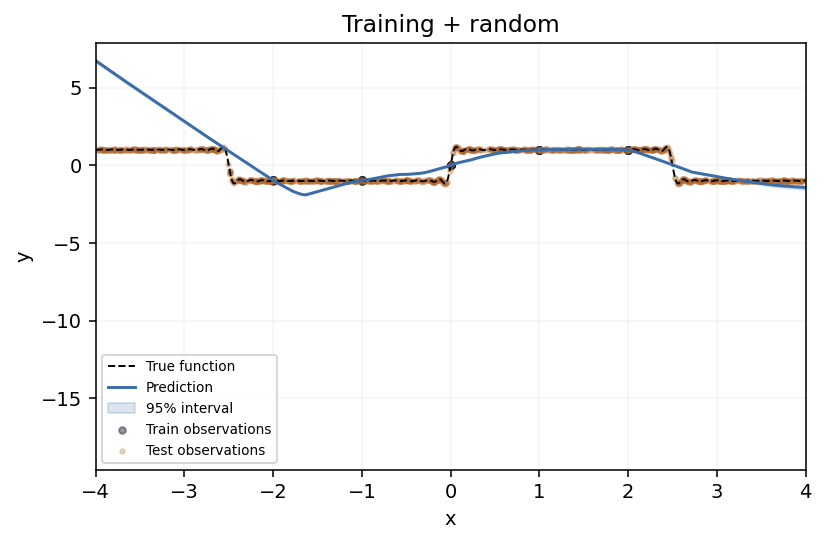 Training + random
5
0
−5
−10
−15
y
True function
Prediction
95% interval
Train observations
Test observations
−4 −3 −2 −1 0 1 2 3 4
x